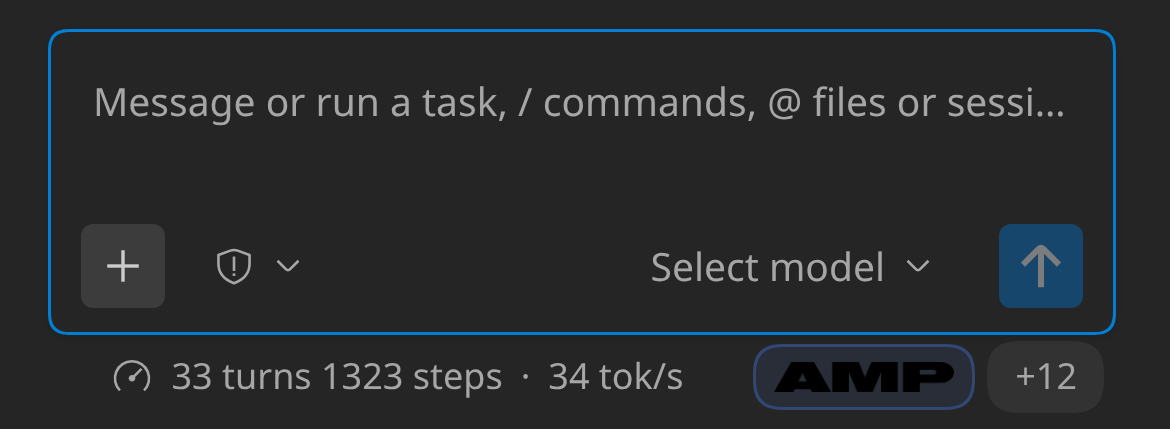 Message or run a task, / commands, @ files or sessi...
Select model
33 turns 1323 steps · 34 tok/s
AMP
+12